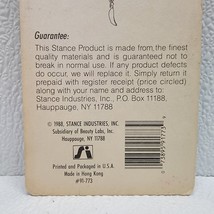 Guarantee:
This Stance Product is made from the finest
quality materials and is guaranteed not to
break in normal use. If any product defects
do occur, we will replace it. Simply return it
prepaid with register receipt (price circled)
along with your name and address to:
Stance Industries, Inc., P.O. Box 11188.
Hauppauge, NY 11788
© 1988, STANCE INDUSTRIES, INC.
Subsidiary of Beauty Labs, Inc.
Hauppauge, NY 11788
Printed and Packaged in U.S.A.
Made in Hong Kong
#91-773